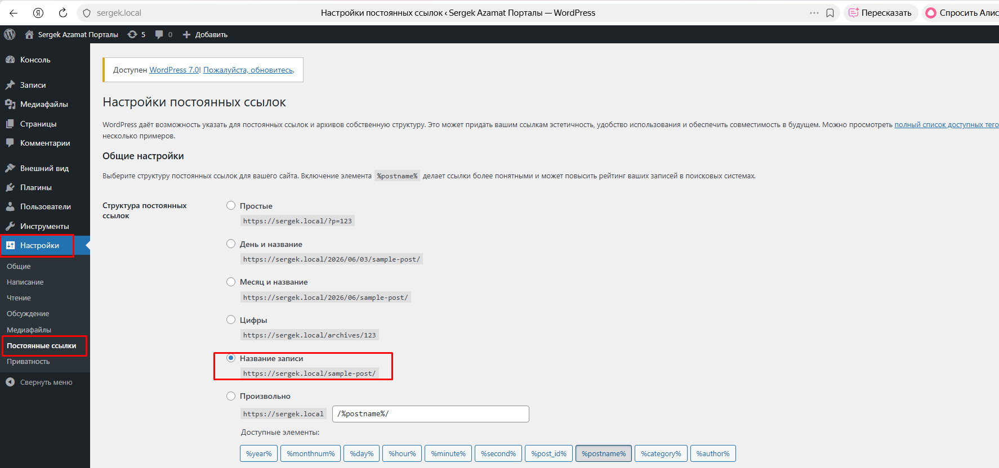 sergek.local
Настройки постоянных ссылок ‹ Sergek Azamat Порталы — WordPress
Пересказать
Спросить Алис
Sergek Azamat Порталы
5
0
Добавить
Консоль
Записи
Медиафайлы
Страницы
Комментарии
Внешний вид
Плагины
Пользователи
Инструменты
Настройки
Общие
Написание
Чтение
Обсуждение
Медиафайлы
Постоянные ссылки
Приватность
Свернуть меню
Доступен WordPress 7.0! Пожалуйста, обновитесь.
Настройки постоянных ссылок
WordPress даёт возможность указать для постоянных ссылок и архивов собственную структуру. Это может придать вашим ссылкам эстетичность, удобство использования и обеспечить совместимость в будущем. Можно просмотреть полный список доступных тего
несколько примеров.
Общие настройки
Выберите структуру постоянных ссылок для вашего сайта. Включение элемента %postname% делает ссылки более понятными и может повысить рейтинг ваших записей в поисковых системах.
Структура постоянных
ссылок
Простые
https://sergek.local/?p=123
День и название
https://sergek.local/2026/06/03/sample-post/
Месяц и название
https://sergek.local/2026/06/sample-post/
Цифры
https://sergek.local/archives/123
Название записи
https://sergek.local/sample-post/
Произвольно
https://sergek.local /%postname%/
Доступные элементы:
%year% %monthnum% %day% %hour% %minute% %second% %post_id% %postname% %category% %author%